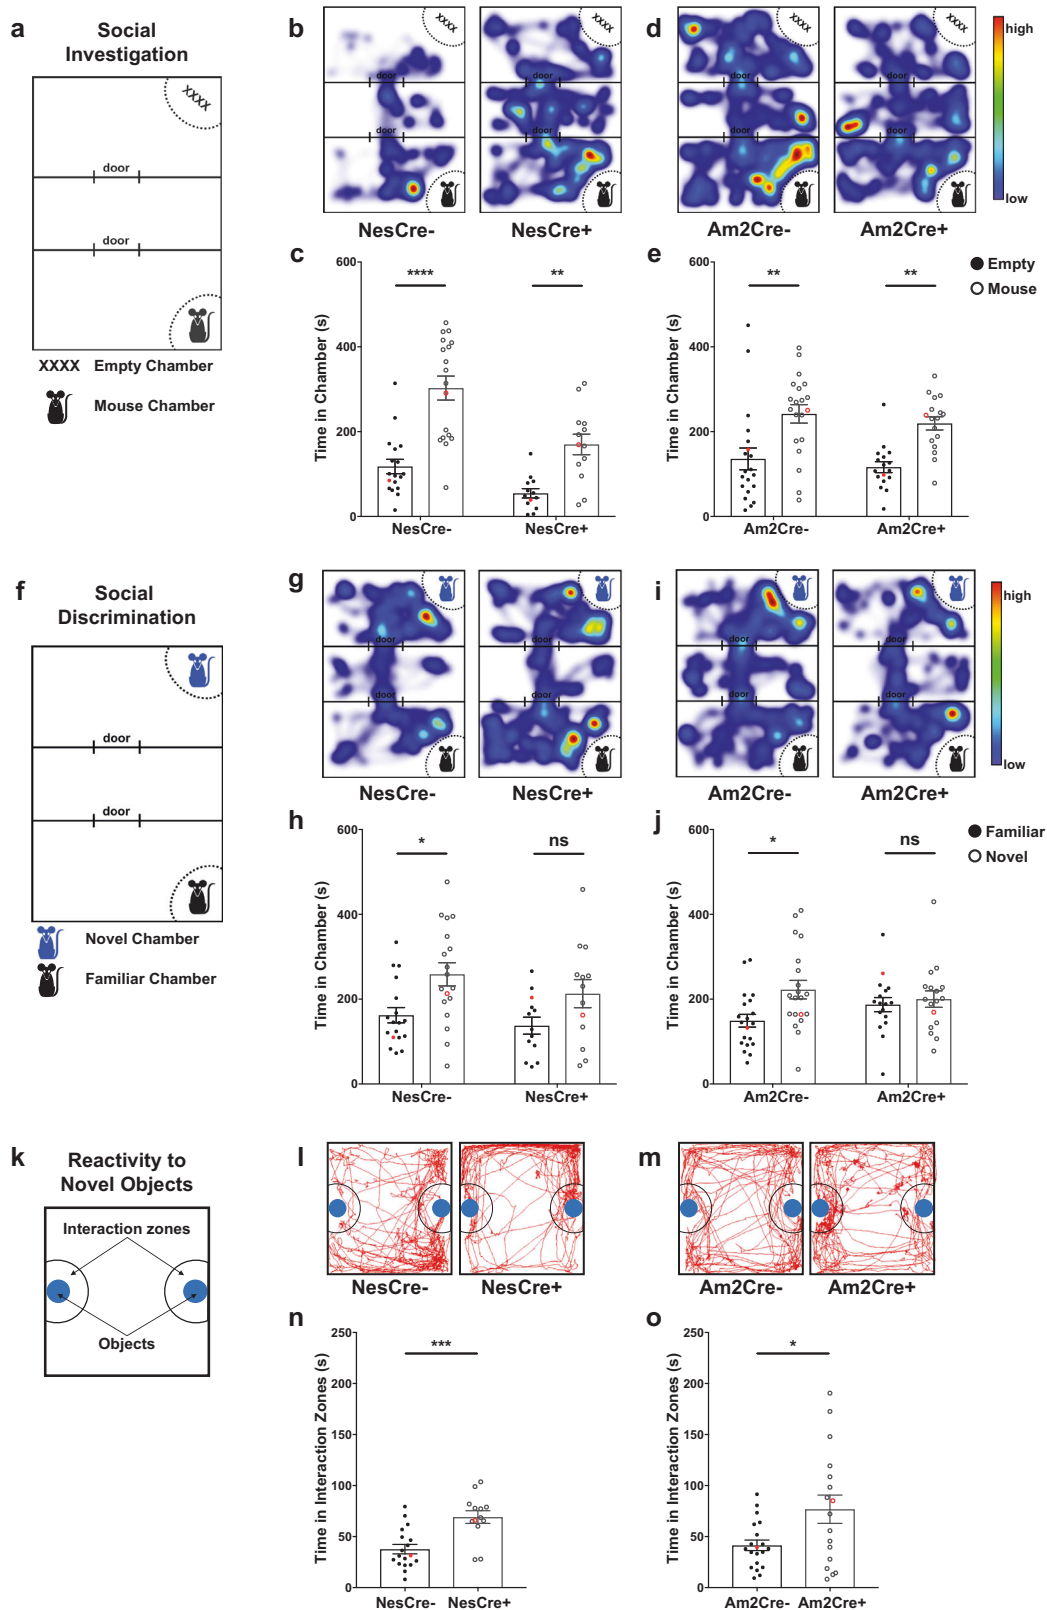 a
Social
Investigation
XXXX
door
door
XXXX Empty Chamber
Mouse Chamber
b
XXXX
door
door
NesCre-
XXXX
NesCre+
d
XXXX
door
door
Am2Cre-
XXXX
Am2Cre+
high
low
c
Time in Chamber (s)
600
400
200
0
****
**
NesCre-
NesCre+
e
Time in Chamber (s)
600
400
200
0
**
**
Am2Cre-
Am2Cre+
Empty
Mouse
f
Social
Discrimination
door
door
Novel Chamber
Familiar Chamber
g
door
door
NesCre-
door
door
NesCre+
i
door
door
Am2Cre-
door
door
Am2Cre+
high
low
h
Time in Chamber (s)
600
400
200
0
*
ns
NesCre-
NesCre+
j
Time in Chamber (s)
600
400
200
0
*
ns
Am2Cre-
Am2Cre+
Familiar
Novel
k
Reactivity to
Novel Objects
Interaction zones
Objects
l
NesCre-
NesCre+
m
Am2Cre-
Am2Cre+
n
Time in Interaction Zones (s)
250
200
150
100
50
0
***
NesCre-
NesCre+
o
Time in Interaction Zones (s)
250
200
150
100
50
0
*
Am2Cre-
Am2Cre+